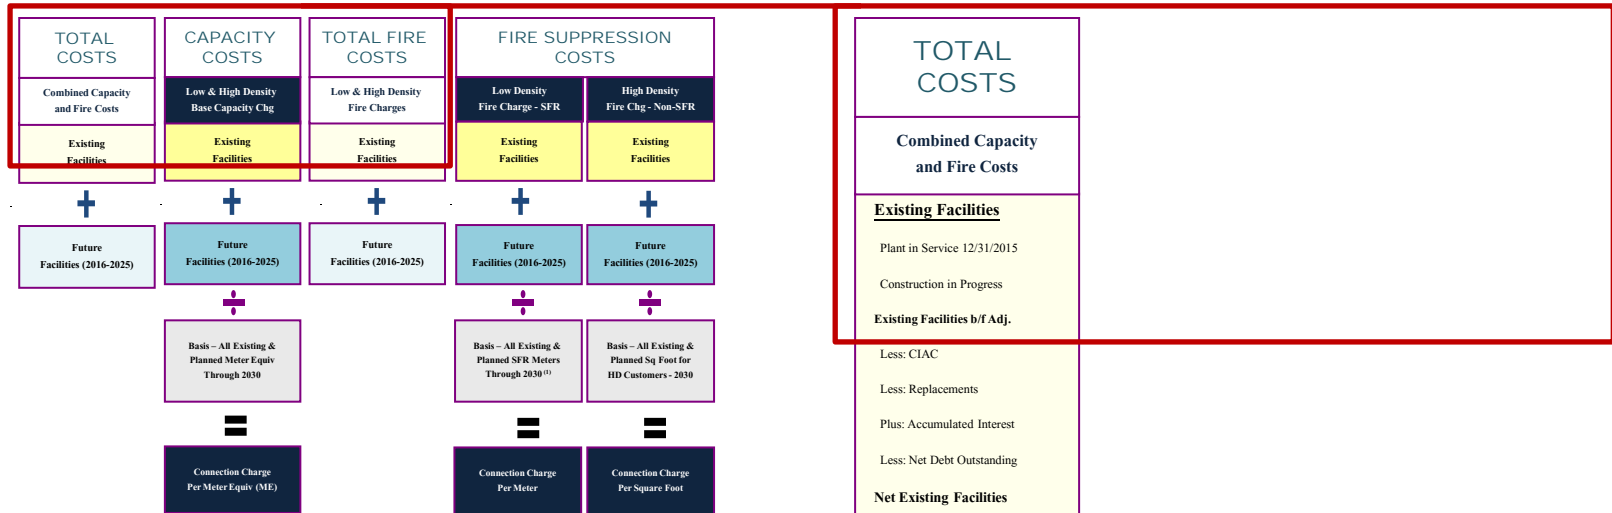 TOTAL
COSTS
CAPACITY
COSTS
TOTAL FIRE
COSTS
FIRE SUPPRESSION
COSTS
Combined Capacity
and Fire Costs
Low & High Density
Base Capacity Chg
Low & High Density
Fire Charges
Low Density
Fire Charge - SFR
High Density
Fire Chg - Non-SFR
Existing
Facilities
Existing
Facilities
Existing
Facilities
Existing
Facilities
Existing
Facilities
+
+
+
+
+
Future
Facilities (2016-2025)
Future
Facilities (2016-2025)
Future
Facilities (2016-2025)
Future
Facilities (2016-2025)
Future
Facilities (2016-2025)
÷
÷
÷
Basis – All Existing &
Planned Meter Equiv
Through 2030
Basis – All Existing &
Planned SFR Meters
Through 2030 (1)
Basis – All Existing &
Planned Sq Foot for
HD Customers - 2030
=
=
=
Connection Charge
Per Meter Equiv (ME)
Connection Charge
Per Meter
Connection Charge
Per Square Foot
TOTAL
COSTS
Combined Capacity
and Fire Costs
Existing Facilities
Plant in Service 12/31/2015
Construction in Progress
Existing Facilities b/f Adj.
Less: CIAC
Less: Replacements
Plus: Accumulated Interest
Less: Net Debt Outstanding
Net Existing Facilities